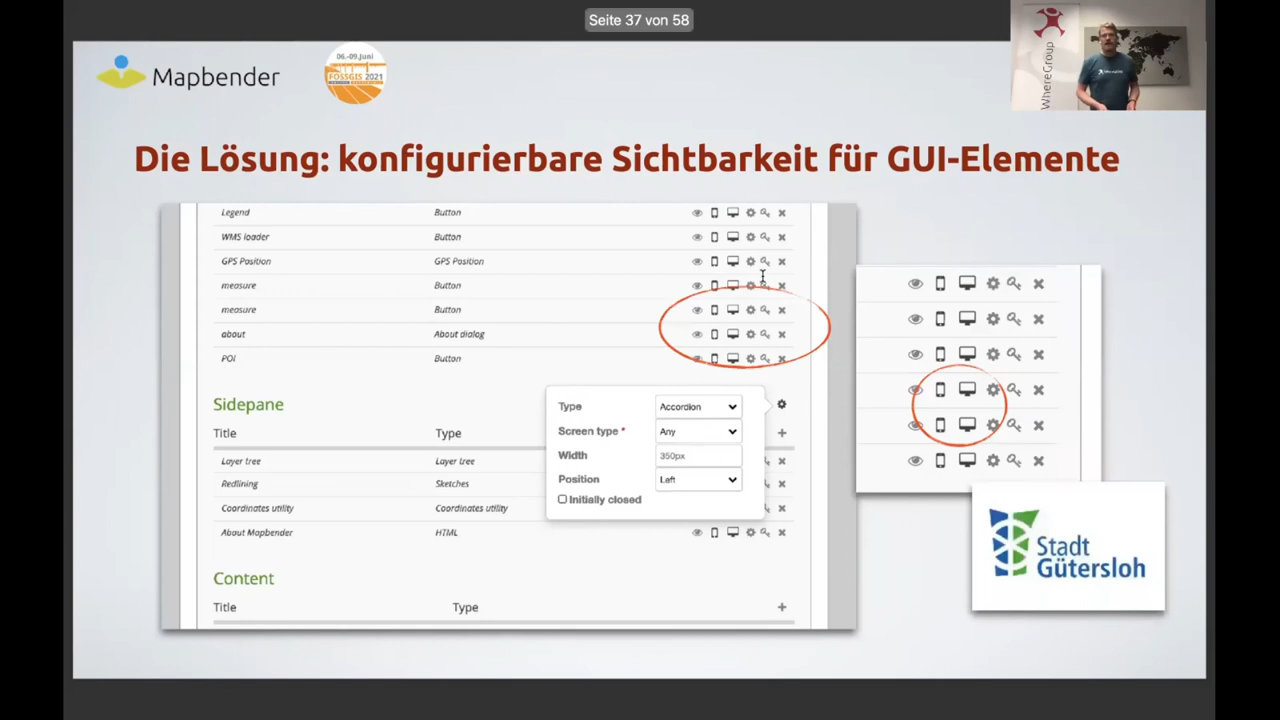 Seite 37 von 58
Mapbender
06.-09.Juni
FOSSGIS 2021
WhereGroup
Die Lösung: konfigurierbare Sichtbarkeit für GUI-Elemente
Legend Button
WMS loader Button
GPS Position GPS Position
measure Button
measure Button
about About dialog
POI Button
Sidepane
Title Type
Layer tree Layer tree
Redlining Sketches
Coordinates utility Coordinates utility
About Mapbender HTML
Type Accordion
Screen type * Any
Width 350px
Position Left
Initially closed
Content
Title Type
Stadt
Gütersloh